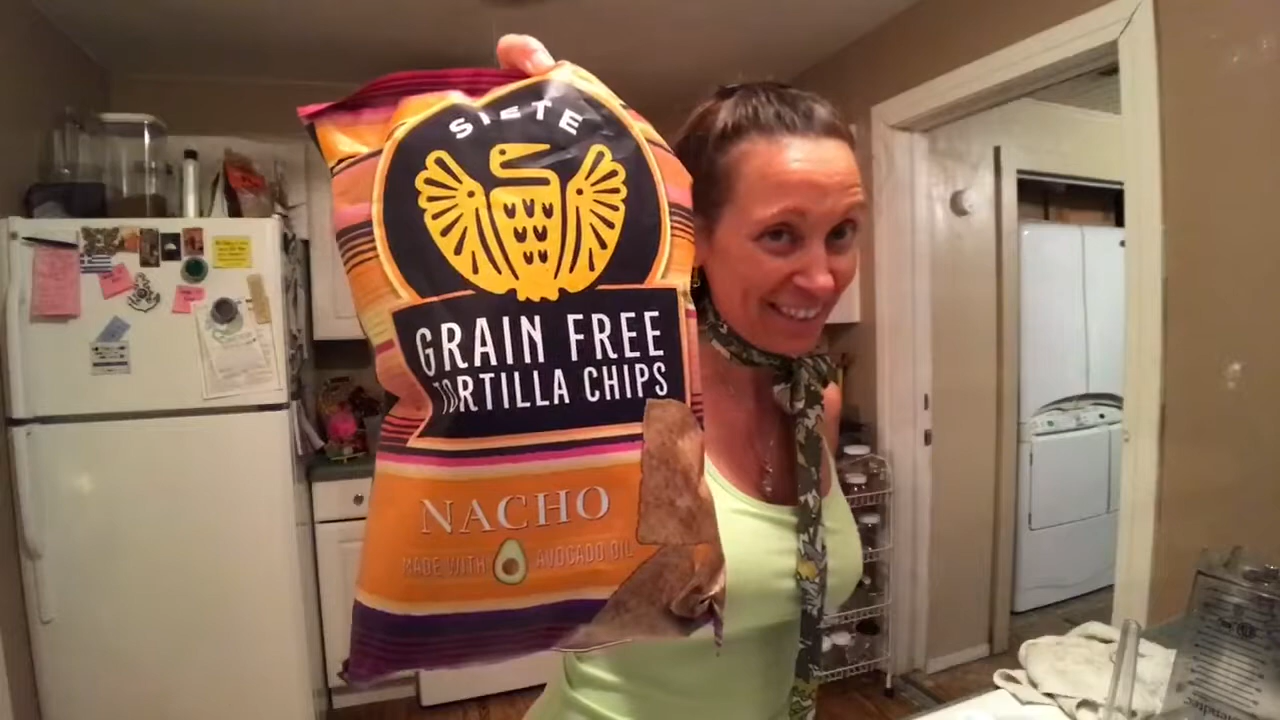 SIETE
GRAIN FREE
TORTILLA CHIPS
NACHO
MADE WITH AVOCADO OIL